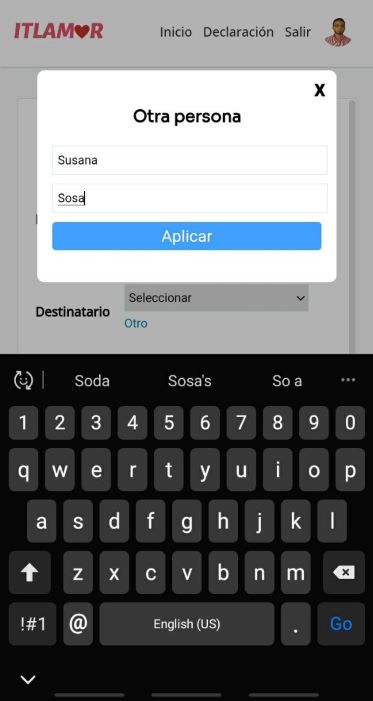 ITLAMOR Inicio Declaración Salir
X
Otra persona
Susana
Sosa
Aplicar
Seleccionar
Destinatario
Otro
Soda Sosa's So a ...
1 2 3 4 5 6 7 8 9 0
q w e r t y u i o p
a s d f g h j k l
z x c v b n m
!#1 @ English (US) . Go